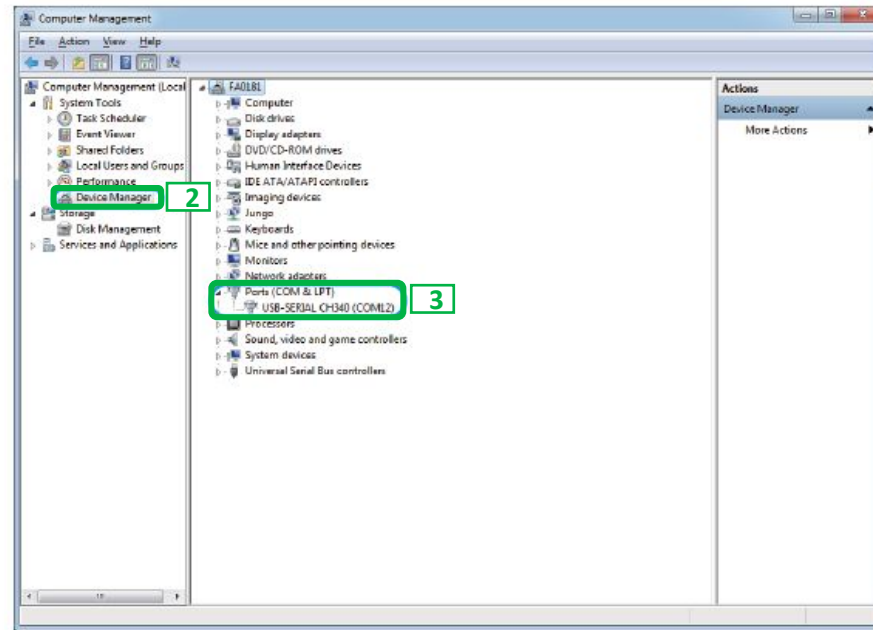 Computer Management
File Action View Help
Computer Management (Local
System Tools
Task Scheduler
Event Viewer
Shared Folders
Local Users and Groups
Performance
Device Manager
2
Storage
Disk Management
Services and Applications
FA0181
Computer
Disk drives
Display adapters
DVD/CD-ROM drives
Human Interface Devices
IDE ATA/ATAPI controllers
Imaging devices
Jungo
Keyboards
Mice and other pointing devices
Monitors
Network adapters
Ports (COM & LPT)
USB-SERIAL CH340 (COM12)
3
Processors
Sound, video and game controllers
System devices
Universal Serial Bus controllers
Actions
Device Manager
More Actions